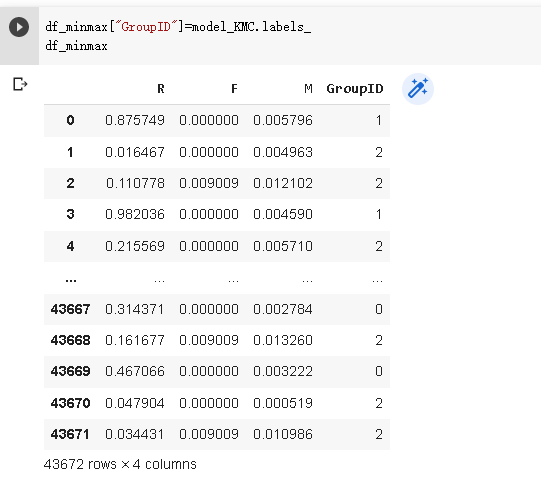 df_minmax["GroupID"]=model_KMC.labels_
df_minmax
R F M GroupID
0 0.875749 0.000000 0.005796 1
1 0.016467 0.000000 0.004963 2
2 0.110778 0.009009 0.012102 2
3 0.982036 0.000000 0.004590 1
4 0.215569 0.000000 0.005710 2
... ... ... ... ...
43667 0.314371 0.000000 0.002784 0
43668 0.161677 0.009009 0.013260 2
43669 0.467066 0.000000 0.003222 0
43670 0.047904 0.000000 0.000519 2
43671 0.034431 0.009009 0.010986 2
43672 rows × 4 columns